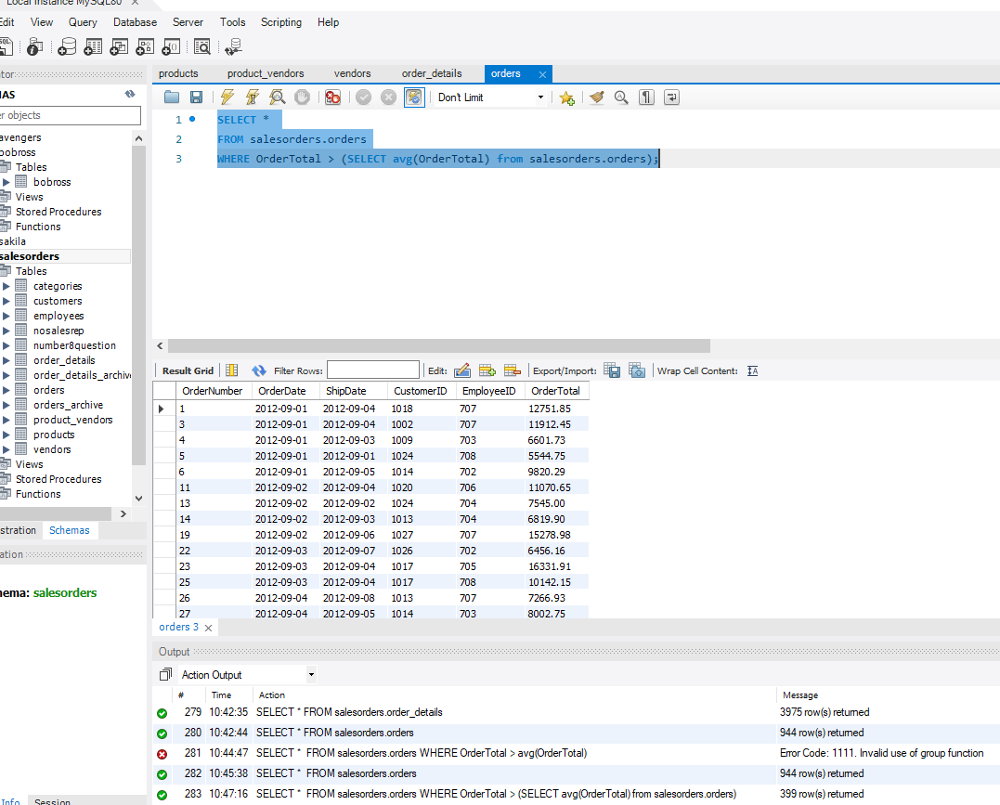 Local instance MySQL80
Edit View Query Database Server Tools Scripting Help
products product_vendors vendors order_details orders
Don't Limit
1 SELECT *
2 FROM salesorders.orders
3 WHERE OrderTotal > (SELECT avg(OrderTotal) from salesorders.orders);
avengers
bobross
Tables
bobross
Views
Stored Procedures
Functions
sakila
salesorders
Tables
categories
customers
employees
nosalesrep
number8question
order_details
order_details_archiv
orders
orders_archive
product_vendors
products
vendors
Views
Stored Procedures
Functions
stration Schemas
ation
nema: salesorders
Info Session
Result Grid Filter Rows: Edit: Export/Import: Wrap Cell Content:
OrderNumber OrderDate ShipDate CustomerID EmployeeID OrderTotal
1 2012-09-01 2012-09-04 1018 707 12751.85
3 2012-09-01 2012-09-04 1002 707 11912.45
4 2012-09-01 2012-09-03 1009 703 6601.73
5 2012-09-01 2012-09-01 1024 708 5544.75
6 2012-09-01 2012-09-05 1014 702 9820.29
11 2012-09-02 2012-09-04 1020 706 11070.65
13 2012-09-02 2012-09-02 1024 704 7545.00
14 2012-09-02 2012-09-03 1013 704 6819.90
19 2012-09-02 2012-09-06 1027 707 15278.98
22 2012-09-03 2012-09-07 1026 702 6456.16
23 2012-09-03 2012-09-04 1017 705 16331.91
25 2012-09-03 2012-09-04 1017 708 10142.15
26 2012-09-04 2012-09-08 1013 707 7266.93
27 2012-09-04 2012-09-05 1014 703 8002.75
orders 3
Output
Action Output
# Time Action Message
279 10:42:35 SELECT * FROM salesorders.order_details 3975 row(s) returned
280 10:42:44 SELECT * FROM salesorders.orders 944 row(s) returned
281 10:44:47 SELECT * FROM salesorders.orders WHERE OrderTotal > avg(OrderTotal) Error Code: 1111. Invalid use of group function
282 10:45:38 SELECT * FROM salesorders.orders 944 row(s) returned
283 10:47:16 SELECT * FROM salesorders.orders WHERE OrderTotal > (SELECT avg(OrderTotal) from salesorders.orders) 399 row(s) returned